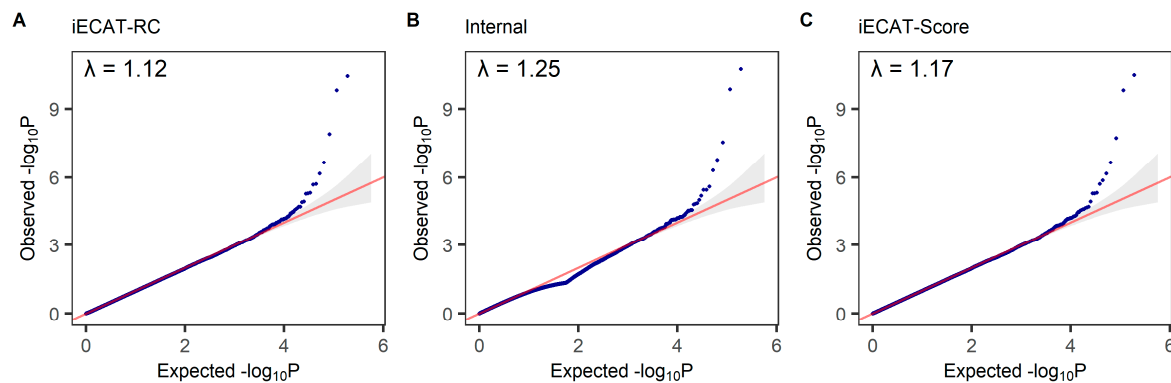 A
iECAT-RC
λ = 1.12
Observed -log₁₀P
9
6
3
0
0 2 4 6
Expected -log₁₀P
B
Internal
λ = 1.25
Observed -log₁₀P
9
6
3
0
0 2 4 6
Expected -log₁₀P
C
iECAT-Score
λ = 1.17
Observed -log₁₀P
9
6
3
0
0 2 4 6
Expected -log₁₀P